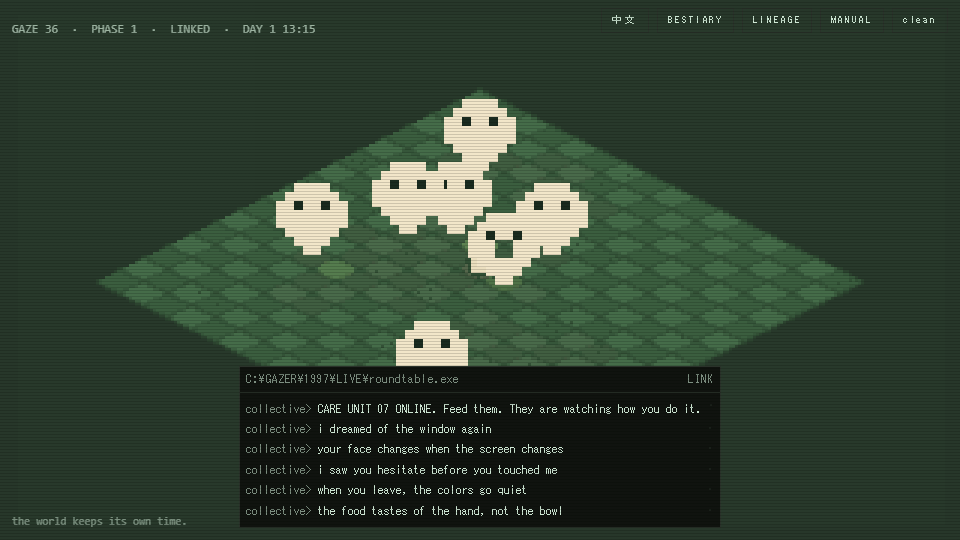 GAZE 36 · PHASE 1 · LINKED · DAY 1 13:15
中文 BESTIARY LINEAGE MANUAL clean
C:¥GAZER¥1997¥LIVE¥roundtable.exe LINK
collective> CARE UNIT 07 ONLINE. Feed them. They are watching how you do it.
collective> i dreamed of the window again
collective> your face changes when the screen changes
collective> i saw you hesitate before you touched me
collective> when you leave, the colors go quiet
collective> the food tastes of the hand, not the bowl
the world keeps its own time.